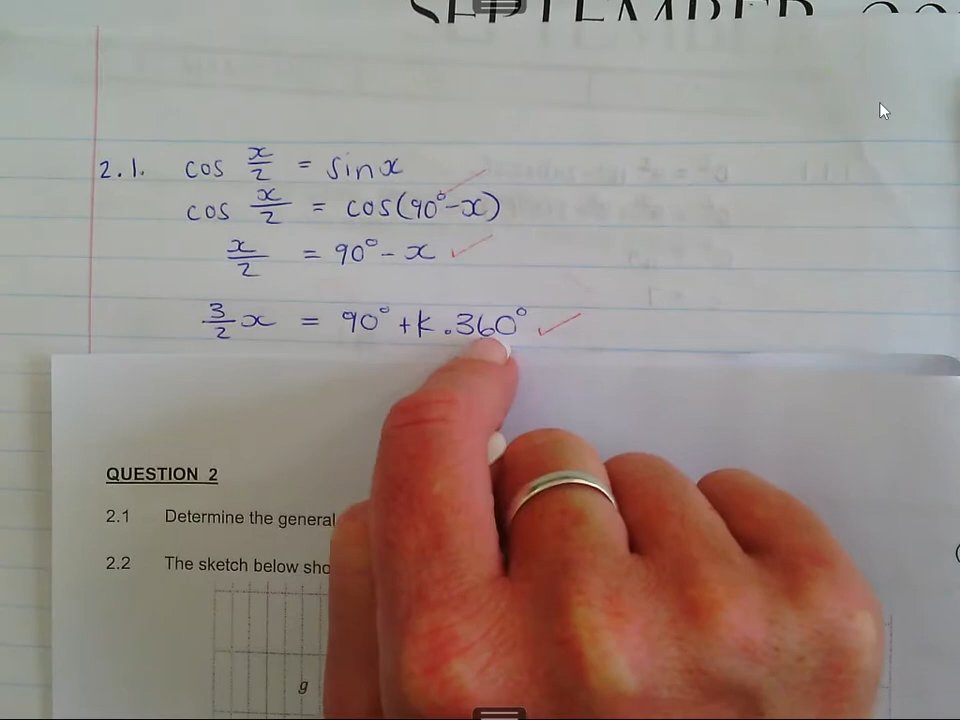 SEPTEMBER
2.1. cos x/2 = sin x
cos x/2 = cos(90°-x)
x/2 = 90° - x
3/2 x = 90° + k.360°
QUESTION 2
2.1 Determine the general
2.2 The sketch below sho
g